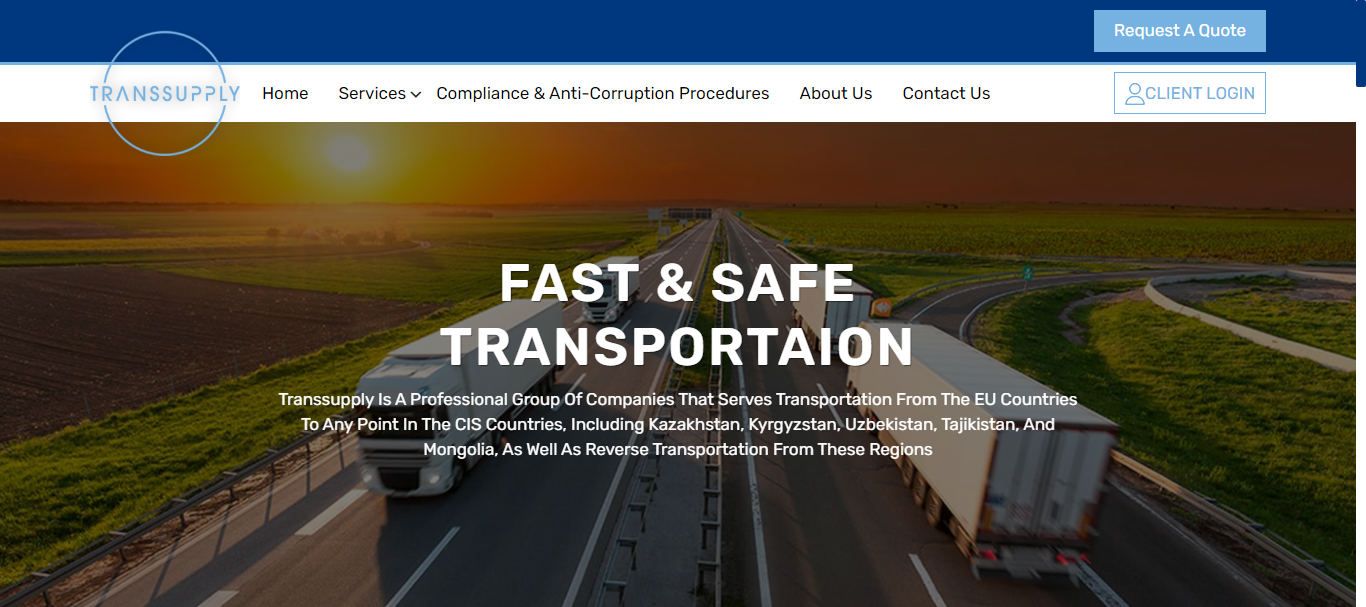 Request A Quote
TRANSSUPPLY
Home Services Compliance & Anti-Corruption Procedures About Us Contact Us CLIENT LOGIN
FAST & SAFE
TRANSPORTAION
Transsupply Is A Professional Group Of Companies That Serves Transportation From The EU Countries
To Any Point In The CIS Countries, Including Kazakhstan, Kyrgyzstan, Uzbekistan, Tajikistan, And
Mongolia, As Well As Reverse Transportation From These Regions